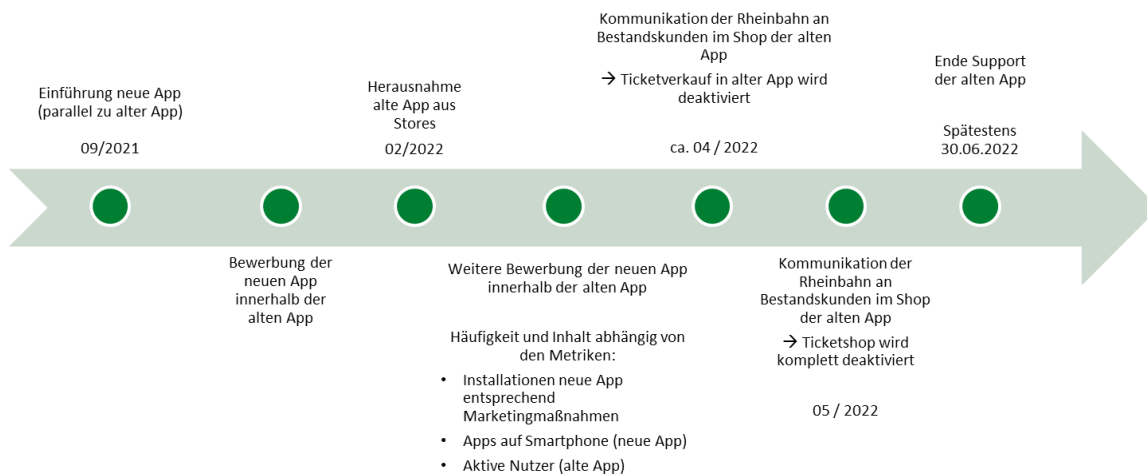 Einführung neue App
(parallel zu alter App)
09/2021
Bewerbung der
neuen App
innerhalb der
alten App
Herausnahme
alte App aus
Stores
02/2022
Weitere Bewerbung der neuen App
innerhalb der alten App
Häufigkeit und Inhalt abhängig von
den Metriken:
• Installationen neue App
entsprechend
Marketingmaßnahmen
• Apps auf Smartphone (neue App)
• Aktive Nutzer (alte App)
Kommunikation der Rheinbahn an
Bestandskunden im Shop der alten
App
→ Ticketverkauf in alter App wird
deaktiviert
ca. 04 / 2022
Kommunikation der
Rheinbahn an
Bestandskunden im Shop
der alten App
→ Ticketshop wird
komplett deaktiviert
05 / 2022
Ende Support
der alten App
Spätestens
30.06.2022